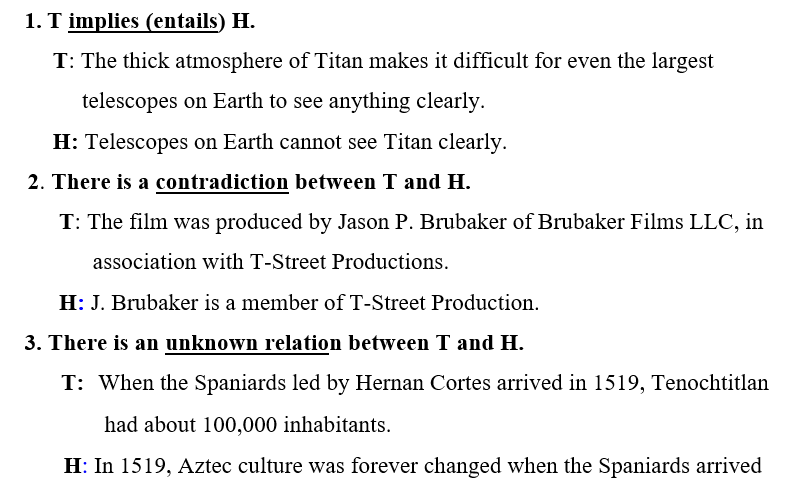 1. T implies (entails) H.
T: The thick atmosphere of Titan makes it difficult for even the largest
telescopes on Earth to see anything clearly.
H: Telescopes on Earth cannot see Titan clearly.
2. There is a contradiction between T and H.
T: The film was produced by Jason P. Brubaker of Brubaker Films LLC, in
association with T-Street Productions.
H: J. Brubaker is a member of T-Street Production.
3. There is an unknown relation between T and H.
T: When the Spaniards led by Hernan Cortes arrived in 1519, Tenochtitlan
had about 100,000 inhabitants.
H: In 1519, Aztec culture was forever changed when the Spaniards arrived